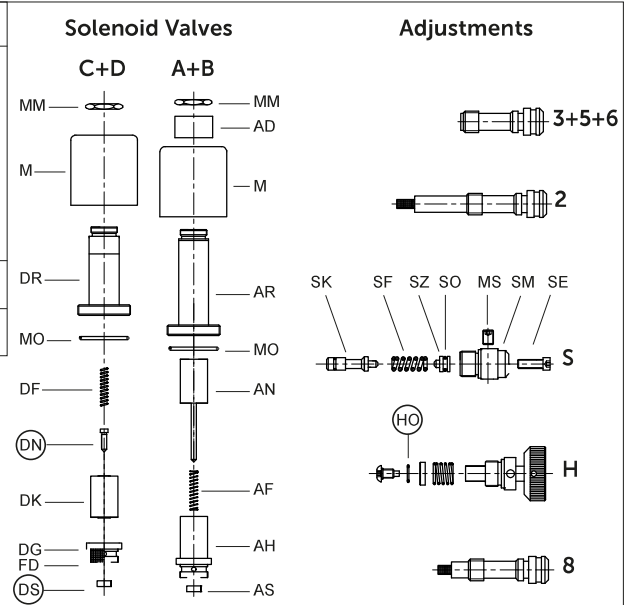 Solenoid Valves
Adjustments
C+D
A+B
MM
MM
AD
3+5+6
M
M
2
DR
AR
SK SF SZ SO MS SM SE
MO
MO
S
DF
AN
HO
DN
H
AF
DK
AH
DG
FD
8
DS
AS